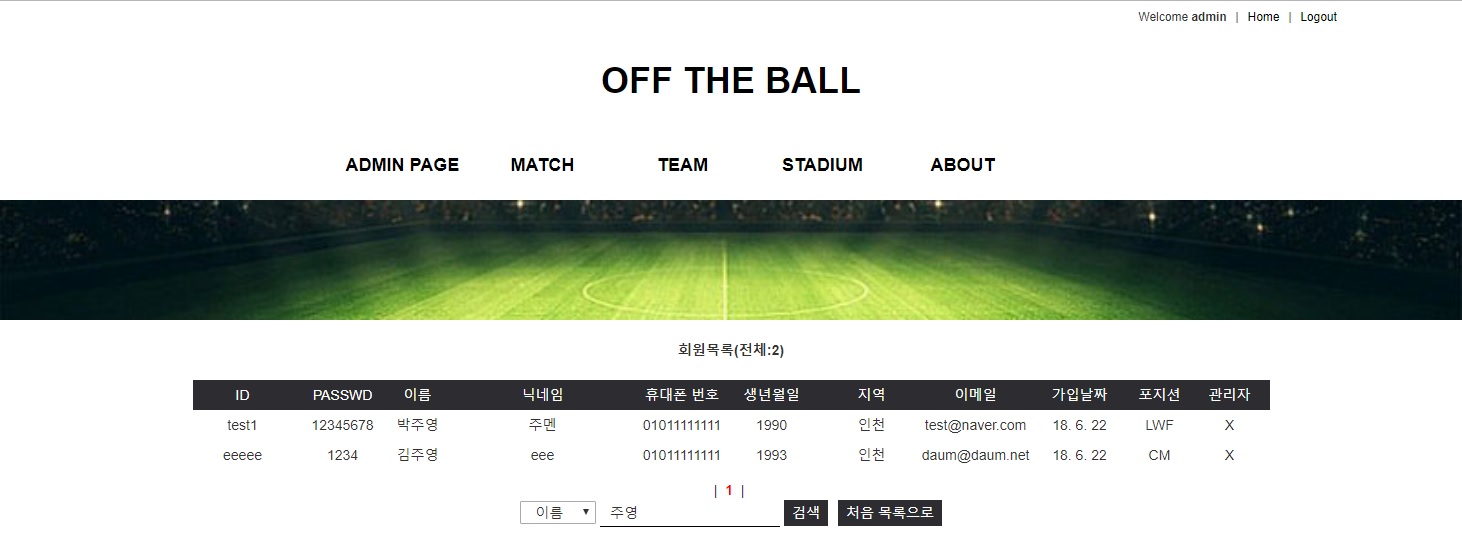 Welcome admin | Home | Logout
OFF THE BALL
ADMIN PAGE MATCH TEAM STADIUM ABOUT
회원목록(전체:2)
ID PASSWD 이름 닉네임 휴대폰 번호 생년월일 지역 이메일 가입날짜 포지션 관리자
test1 12345678 박주영 주멘 01011111111 1990 인천 test@naver.com 18. 6. 22 LWF X
eeeee 1234 김주영 eee 01011111111 1993 인천 daum@daum.net 18. 6. 22 CM X
| 1 |
이름 ▼ 주영 검색 처음 목록으로